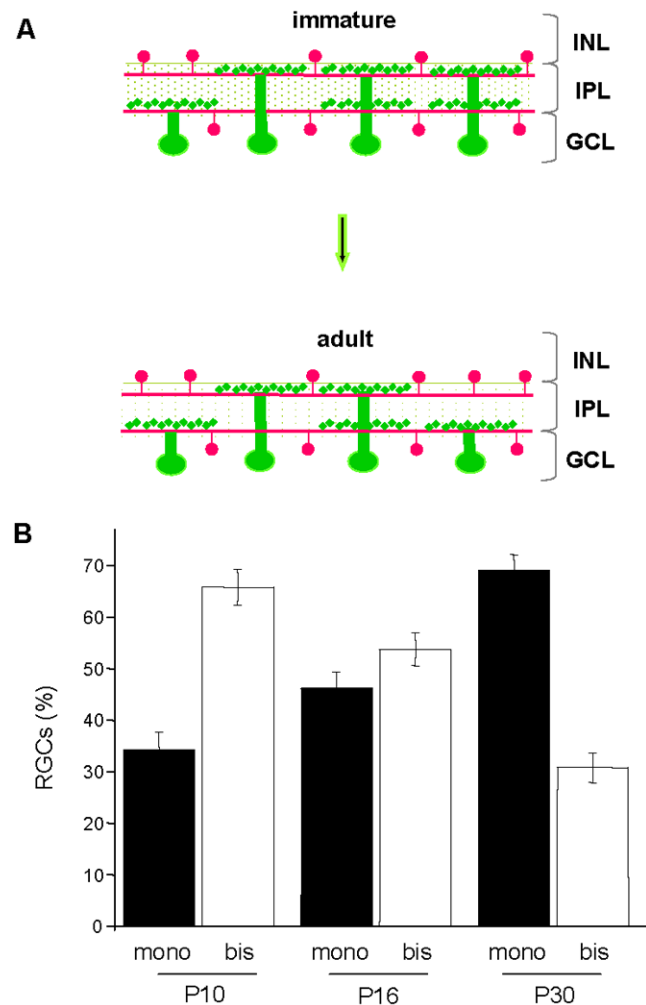 A
immature
INL
IPL
GCL
adult
INL
IPL
GCL
B
RGCs (%)
70
60
50
40
30
20
10
0
mono bis mono bis mono bis
P10 P16 P30